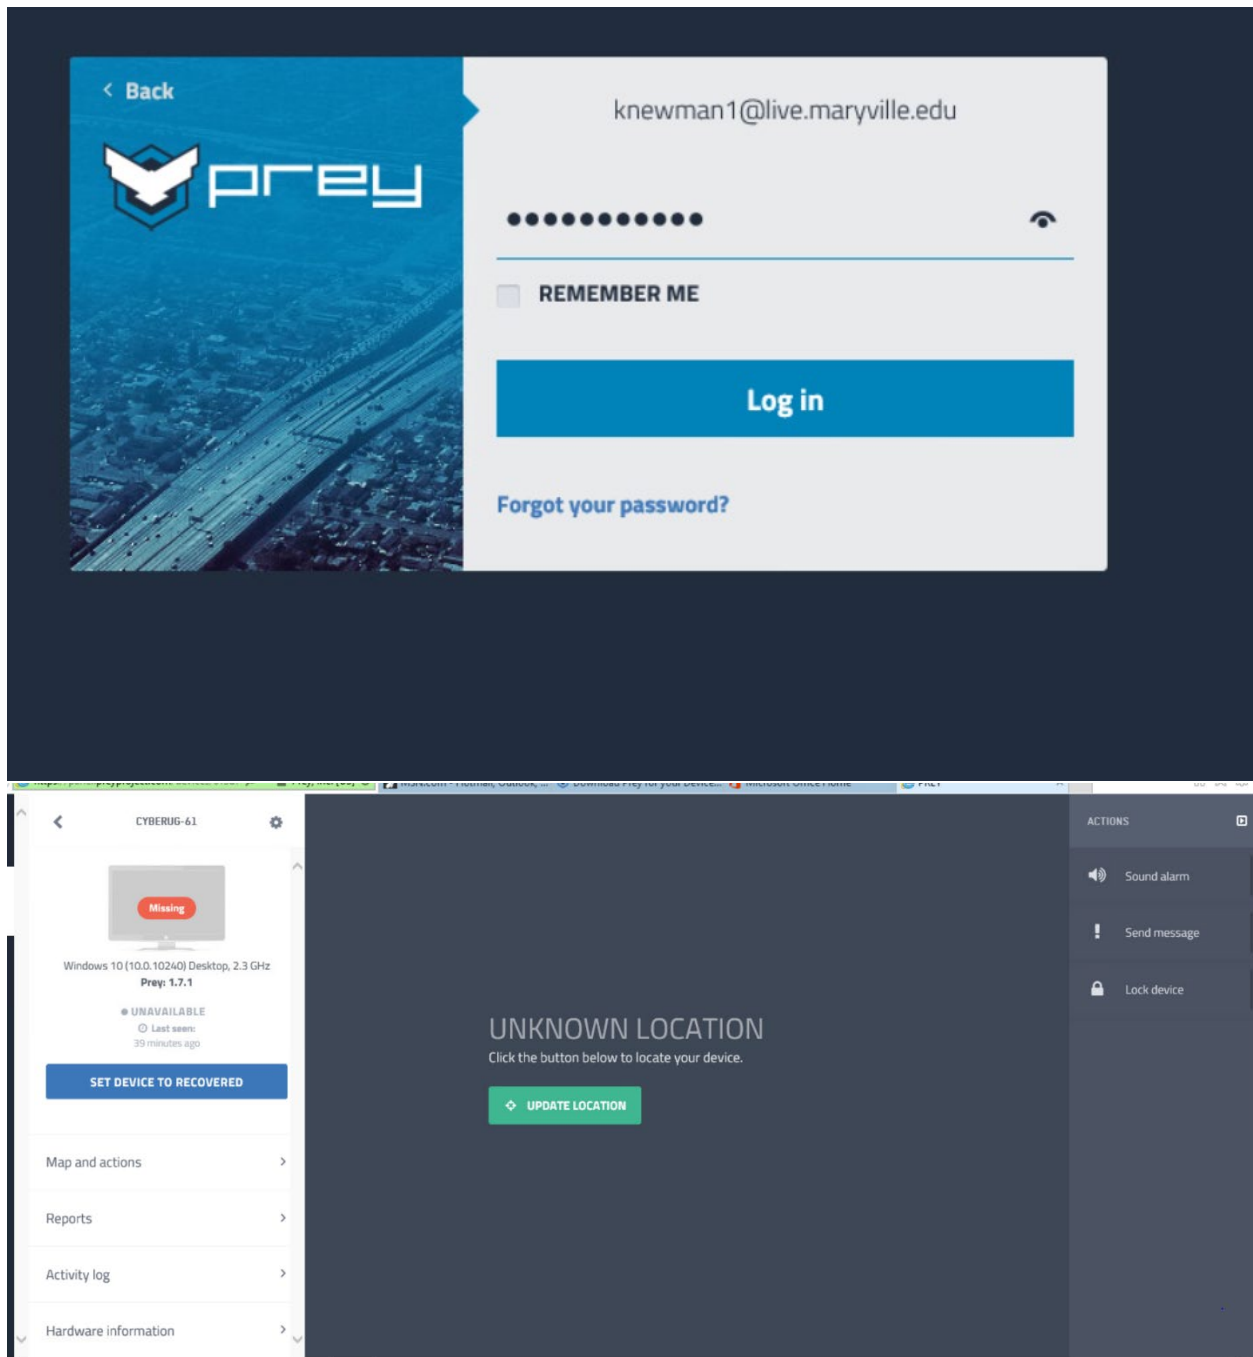 < Back
prey
knewman1@live.maryville.edu
REMEMBER ME
Log in
Forgot your password?
CYBERUG-61
Missing
Windows 10 (10.0.10240) Desktop, 2.3 GHz
Prey: 1.7.1
UNAVAILABLE
Last seen:
39 minutes ago
SET DEVICE TO RECOVERED
Map and actions
Reports
Activity log
Hardware information
UNKNOWN LOCATION
Click the button below to locate your device.
UPDATE LOCATION
ACTIONS
Sound alarm
Send message
Lock device